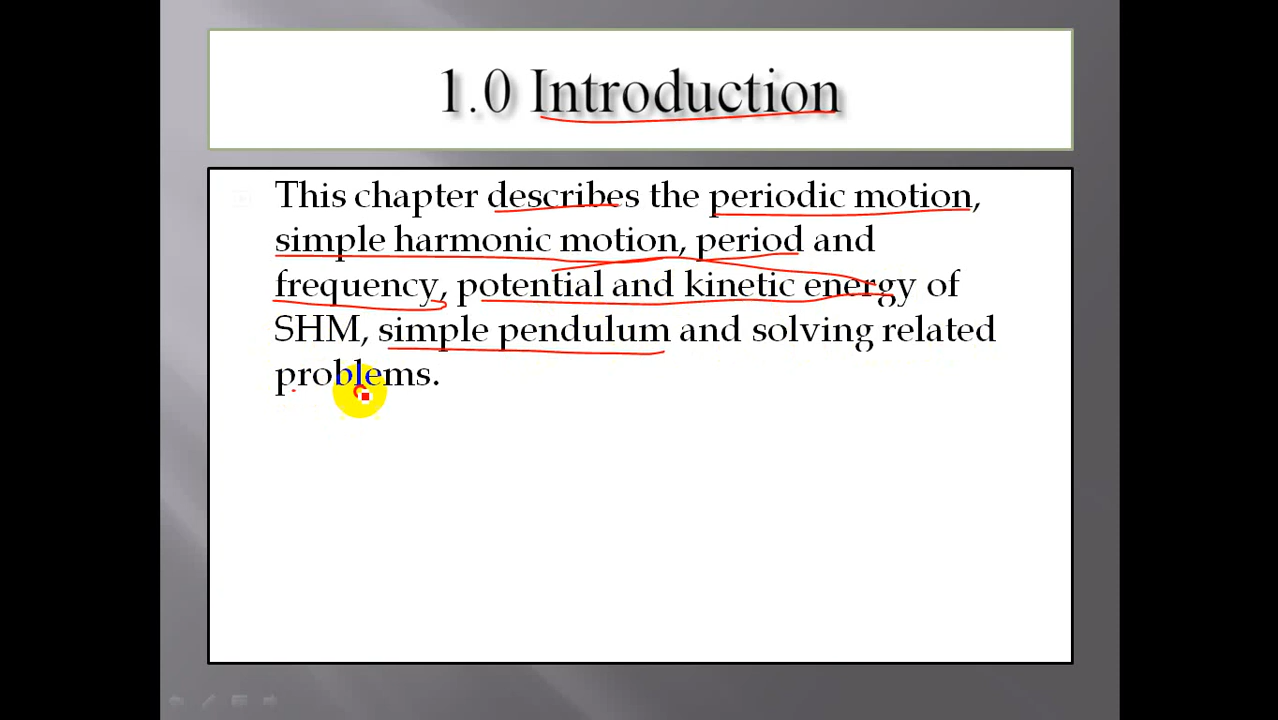 1.0 Introduction
This chapter describes the periodic motion,
simple harmonic motion, period and
frequency, potential and kinetic energy of
SHM, simple pendulum and solving related
problems.